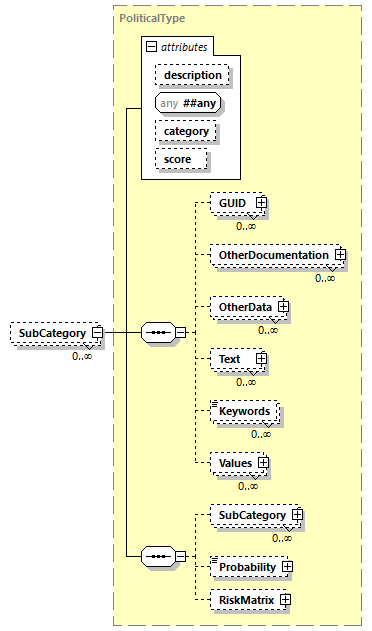 PoliticalType
attributes
description
any ##any
category
score
GUID
0..∞
OtherDocumentation
0..∞
OtherData
0..∞
SubCategory
0..∞
Text
0..∞
Keywords
0..∞
Values
0..∞
SubCategory
0..∞
Probability
RiskMatrix